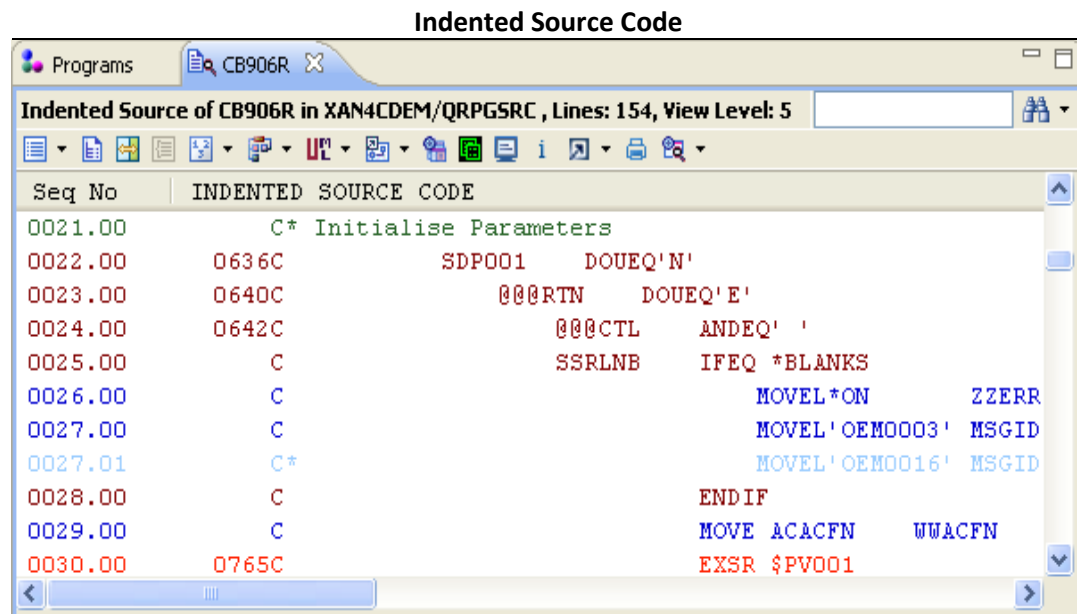 Indented Source Code
Programs CB906R
Indented Source of CB906R in XAN4CDEM/QRPGSRC , Lines: 154, View Level: 5
Seq No INDENTED SOURCE CODE
0021.00 C* Initialise Parameters
0022.00 0636C SDP001 DOUEQ'N'
0023.00 0640C @@@RTN DOUEQ'E'
0024.00 0642C @@@CTL ANDEQ' '
0025.00 C SSRLNB IFEQ *BLANKS
0026.00 C MOVEL*ON ZZERR
0027.00 C MOVEL'OEM0003' MSGID
0027.01 C* MOVEL'OEM0016' MSGID
0028.00 C ENDIF
0029.00 C MOVE ACACFN WWACFN
0030.00 0765C EXSR $PV001